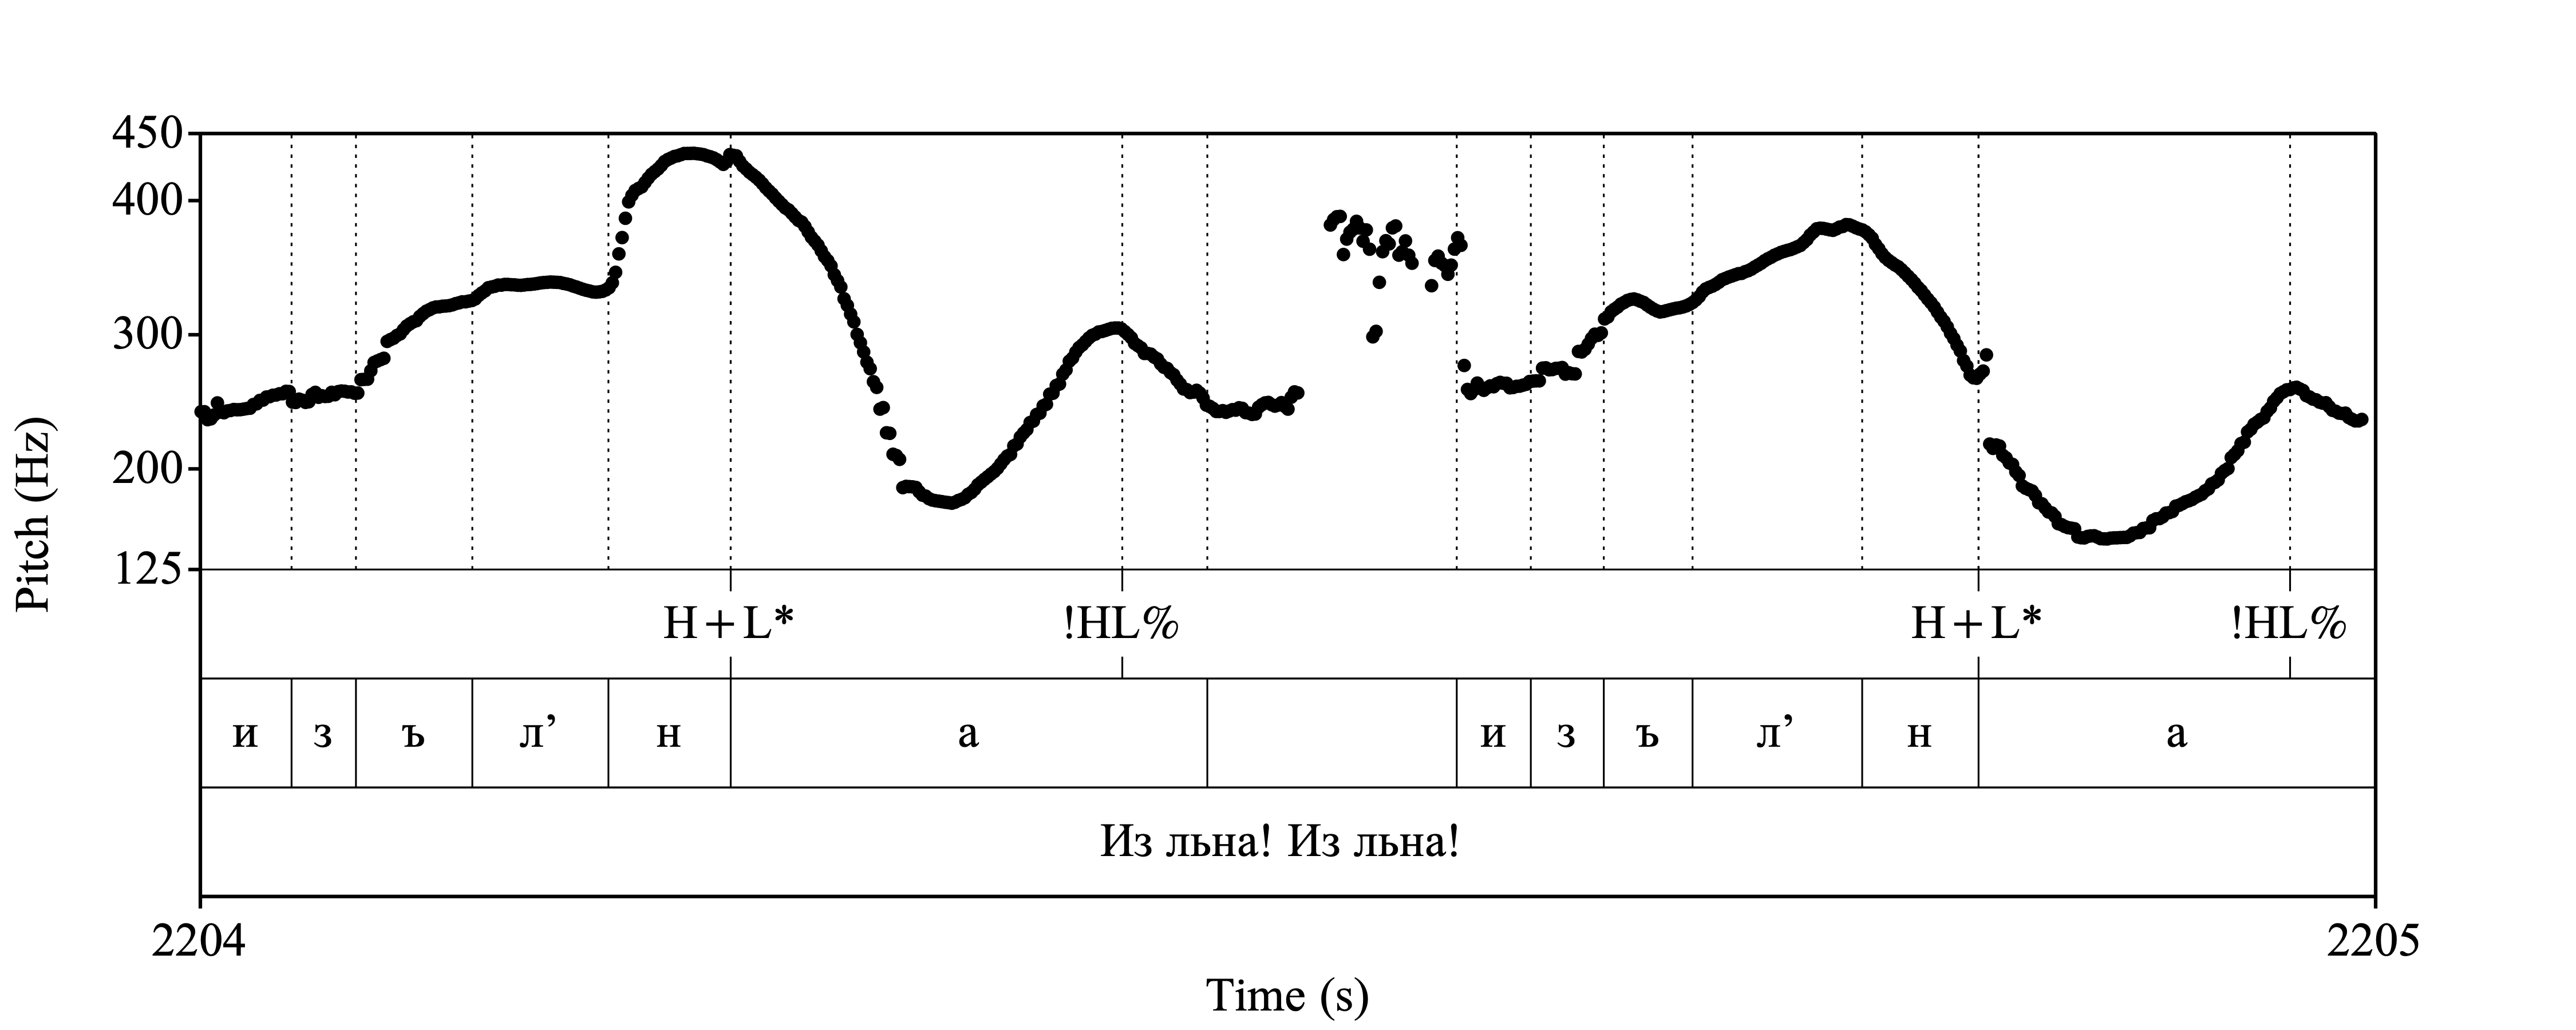 450
400
300
200
125
Pitch (Hz)
H+L* !HL% H+L* !HL%
и з ъ л’ н а и з ъ л’ н а
Из льна! Из льна!
2204 2205
Time (s)